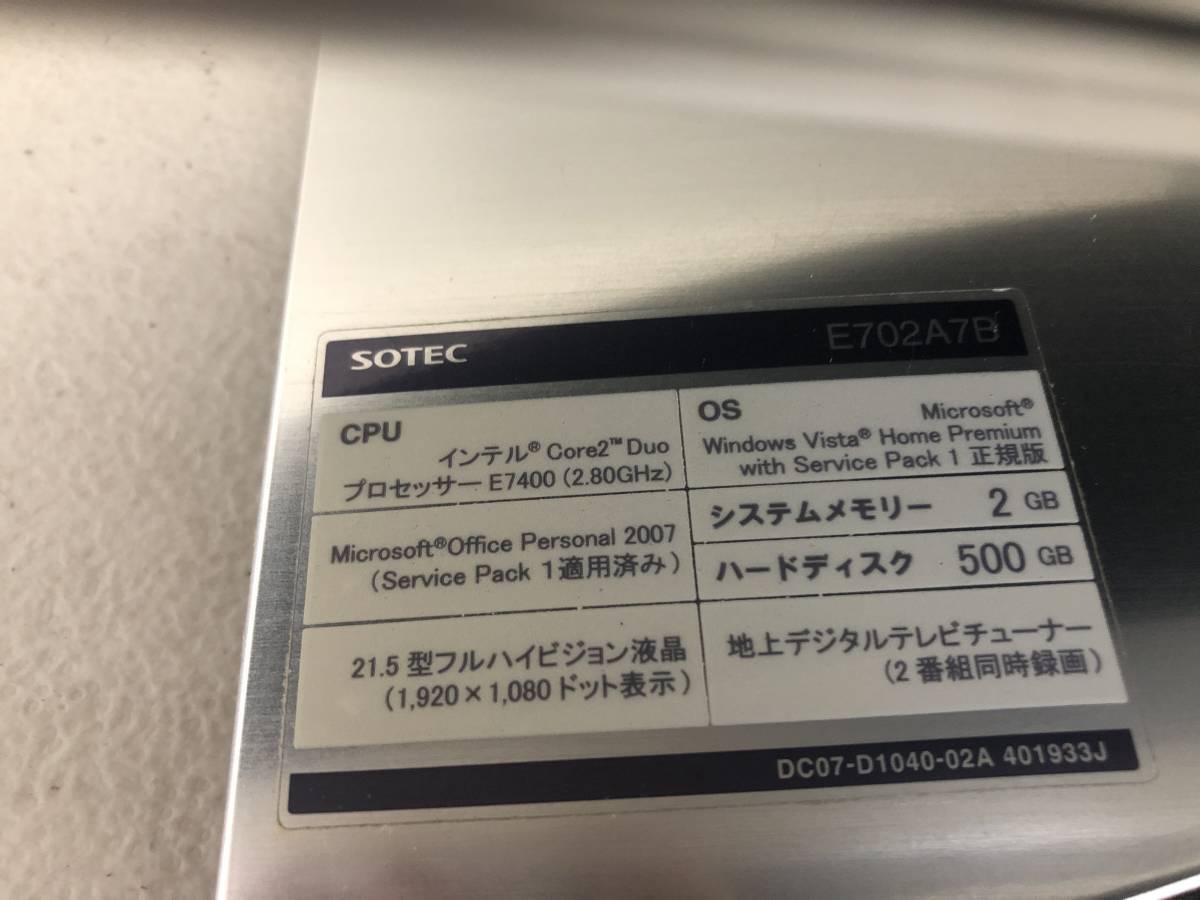 SOTEC
E702A7B
CPU
インテル® Core2™ Duo
プロセッサー E7400 (2.80GHz)
Microsoft®Office Personal 2007
(Service Pack 1適用済み)
21.5 型フルハイビジョン液晶
(1,920×1,080 ドット表示)
OS
Microsoft®
Windows Vista® Home Premium
with Service Pack 1 正規版
システムメモリー 2 GB
ハードディスク 500 GB
地上デジタルテレビチューナー
(2 番組同時録画)
DC07-D1040-02A 401933J